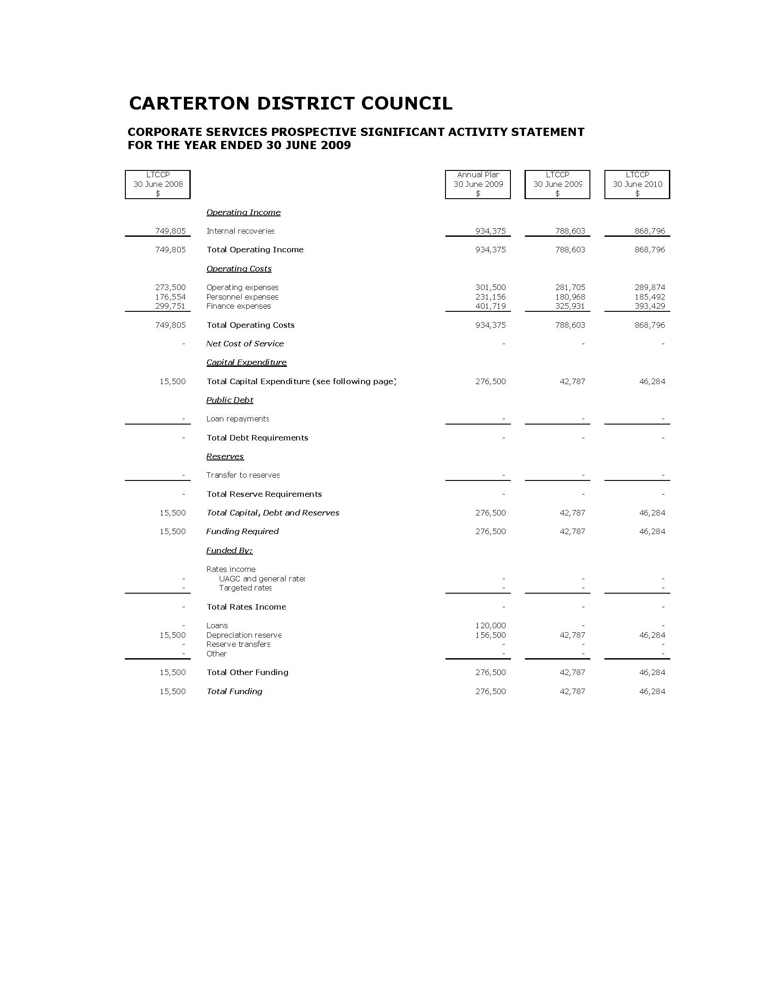 CARTERTON DISTRICT COUNCIL
CORPORATE SERVICES PROSPECTIVE SIGNIFICANT ACTIVITY STATEMENT
FOR THE YEAR ENDED 30 JUNE 2009
LTCCP Annual Plan LTCCP LTCCP
30 June 2008 30 June 2009 30 June 2009 30 June 2010
$ $ $ $
Operating Income
749,805 Internal recoveries 934,375 788,603 868,796
749,805 Total Operating Income 934,375 788,603 868,796
Operating Costs
273,500 Operating expenses 301,500 281,705 289,874
176,554 Personnel expenses 231,156 180,968 185,492
299,751 Finance expenses 401,719 325,931 393,429
749,805 Total Operating Costs 934,375 788,603 868,796
- Net Cost of Service - - -
Capital Expenditure
15,500 Total Capital Expenditure (see following page) 276,500 42,787 46,284
Public Debt
- Loan repayments - - -
- Total Debt Requirements - - -
Reserves
- Transfer to reserves - - -
- Total Reserve Requirements - - -
15,500 Total Capital, Debt and Reserves 276,500 42,787 46,284
15,500 Funding Required 276,500 42,787 46,284
Funded By:
Rates income
- UAGC and general rates - - -
- Targeted rates - - -
- Total Rates Income - - -
- Loans 120,000 - -
15,500 Depreciation reserve 156,500 42,787 46,284
- Reserve transfers - - -
- Other - - -
15,500 Total Other Funding 276,500 42,787 46,284
15,500 Total Funding 276,500 42,787 46,284